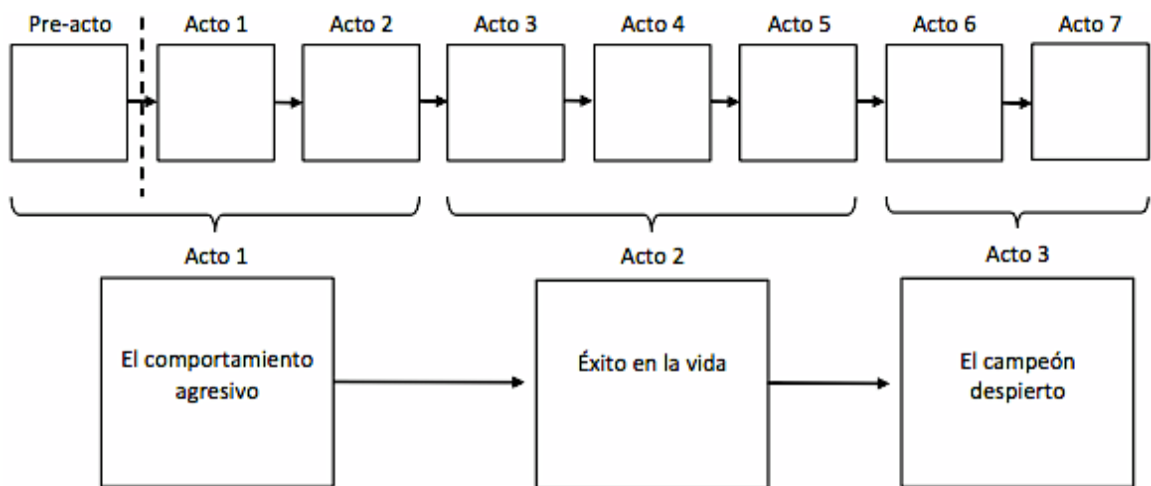 Pre-acto Acto 1 Acto 2 Acto 3 Acto 4 Acto 5 Acto 6 Acto 7
Acto 1 Acto 2 Acto 3
El comportamiento
agresivo
Éxito en la vida
El campeón
despierto